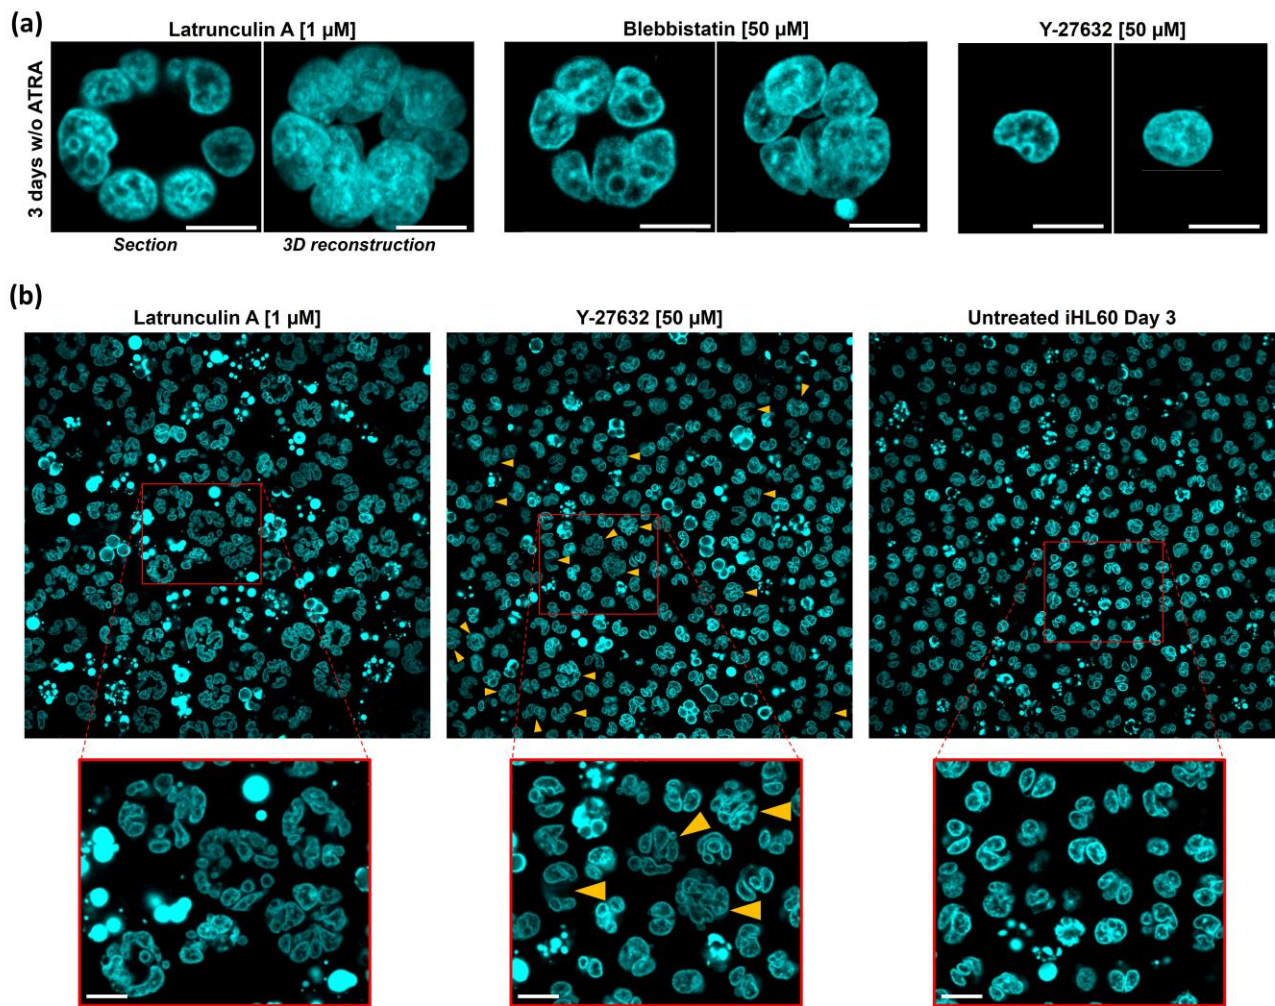 (a)
Latrunculin A [1 µM]
Blebbistatin [50 µM]
Y-27632 [50 µM]
3 days w/o ATRA
Section
3D reconstruction
(b)
Latrunculin A [1 µM]
Y-27632 [50 µM]
Untreated iHL60 Day 3